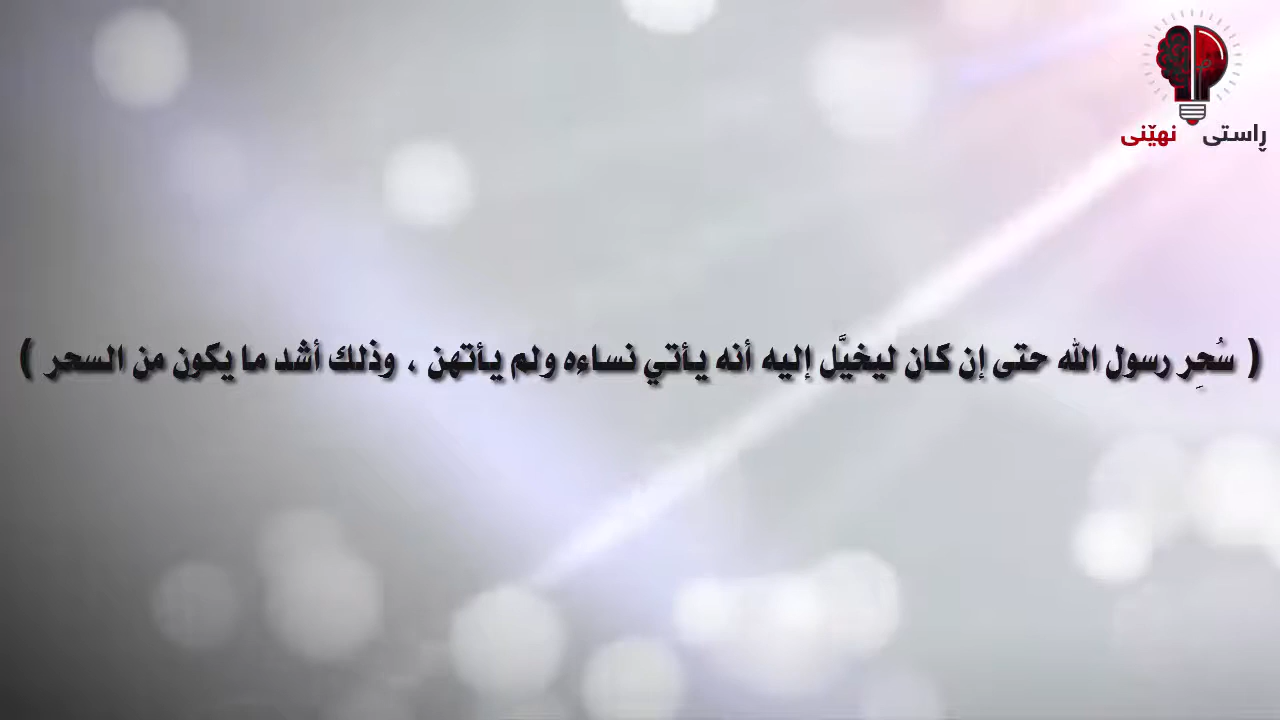 ڕاستی نهێنی
( سُحِر رسول الله حتى إن كان ليخيَّل إليه أنه يأتي نساءه ولم يأتهن ، وذلك أشد ما يكون من السحر )